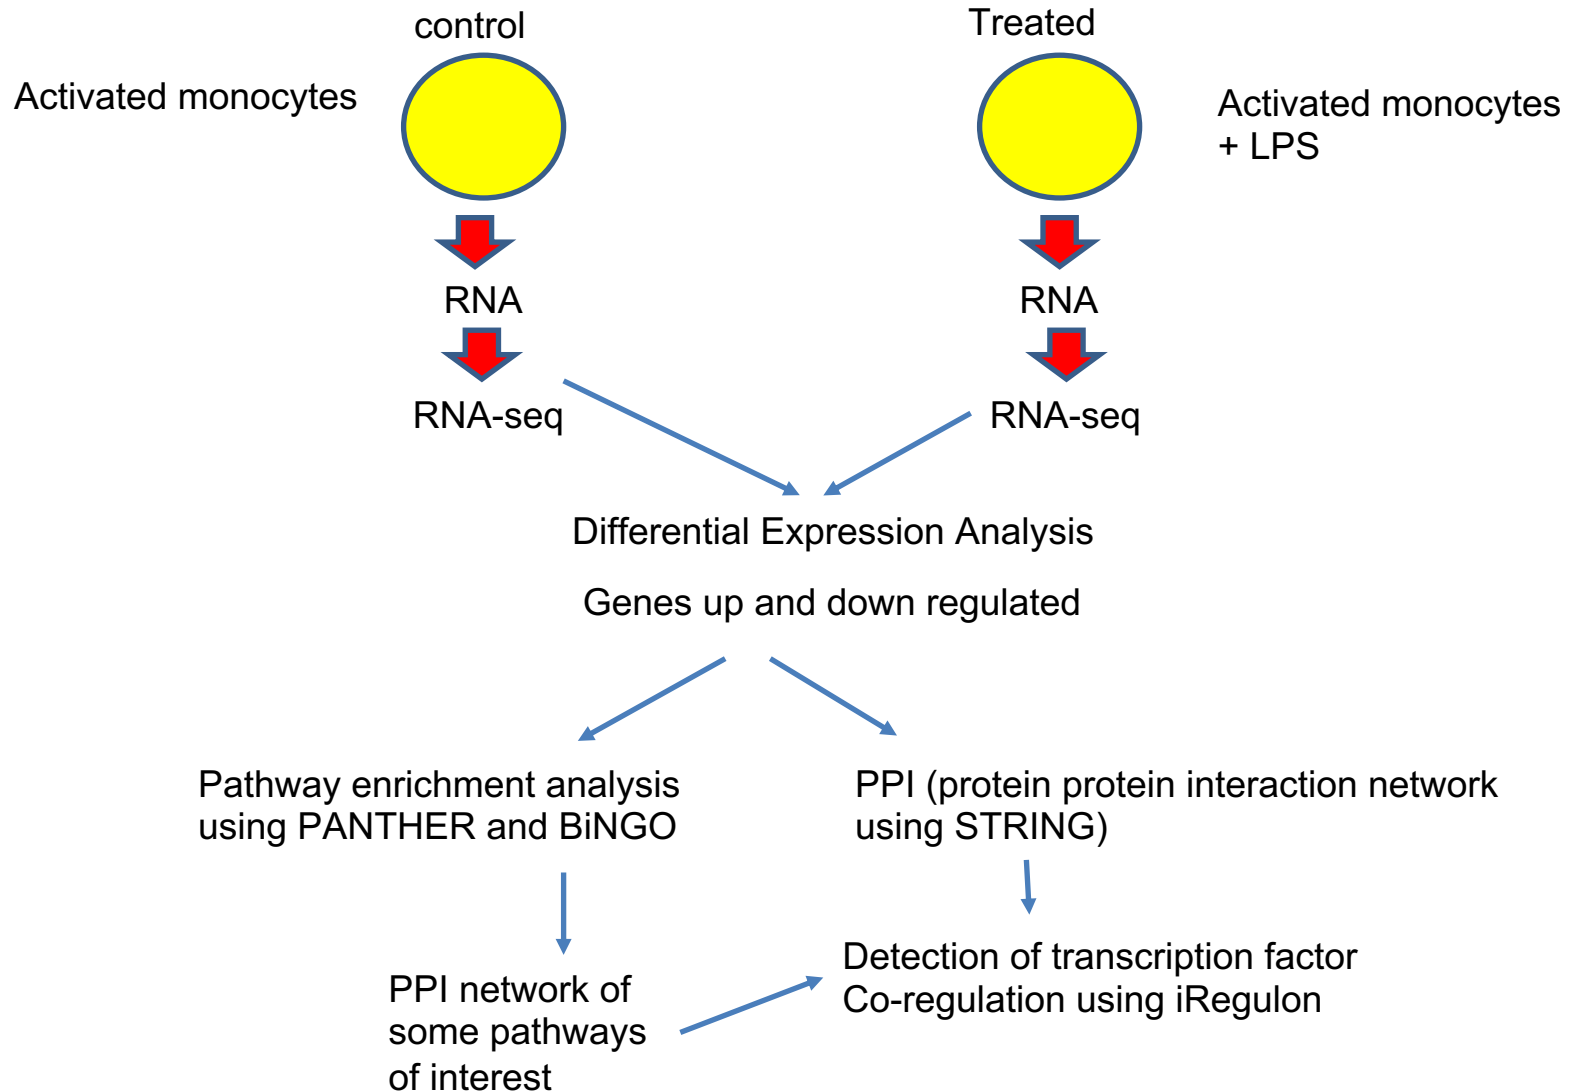 control
Treated
Activated monocytes
Activated monocytes
+ LPS
RNA
RNA
RNA-seq
RNA-seq
Differential Expression Analysis
Genes up and down regulated
Pathway enrichment analysis
using PANTHER and BiNGO
PPI (protein protein interaction network
using STRING)
PPI network of
some pathways
of interest
Detection of transcription factor
Co-regulation using iRegulon